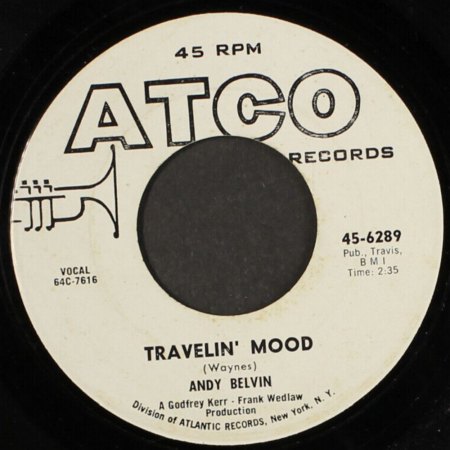 45 RPM
ATCO
RECORDS
45-6289
Pub., Travis,
BMI
Time: 2:35
VOCAL
64C-7616
TRAVELIN' MOOD
(Waynes)
ANDY BELVIN
A Godfrey Kerr - Frank Wedlaw
Production
Division of ATLANTIC RECORDS, New York, N. Y.